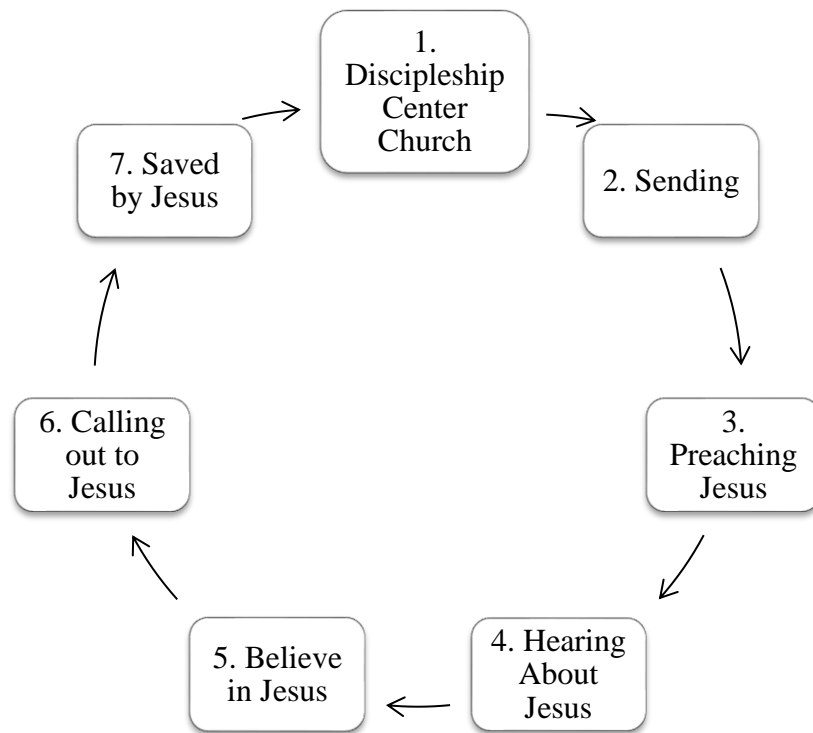 1.
Discipleship
Center
Church
2. Sending
3.
Preaching
Jesus
4. Hearing
About
Jesus
5. Believe
in Jesus
6. Calling
out to
Jesus
7. Saved
by Jesus